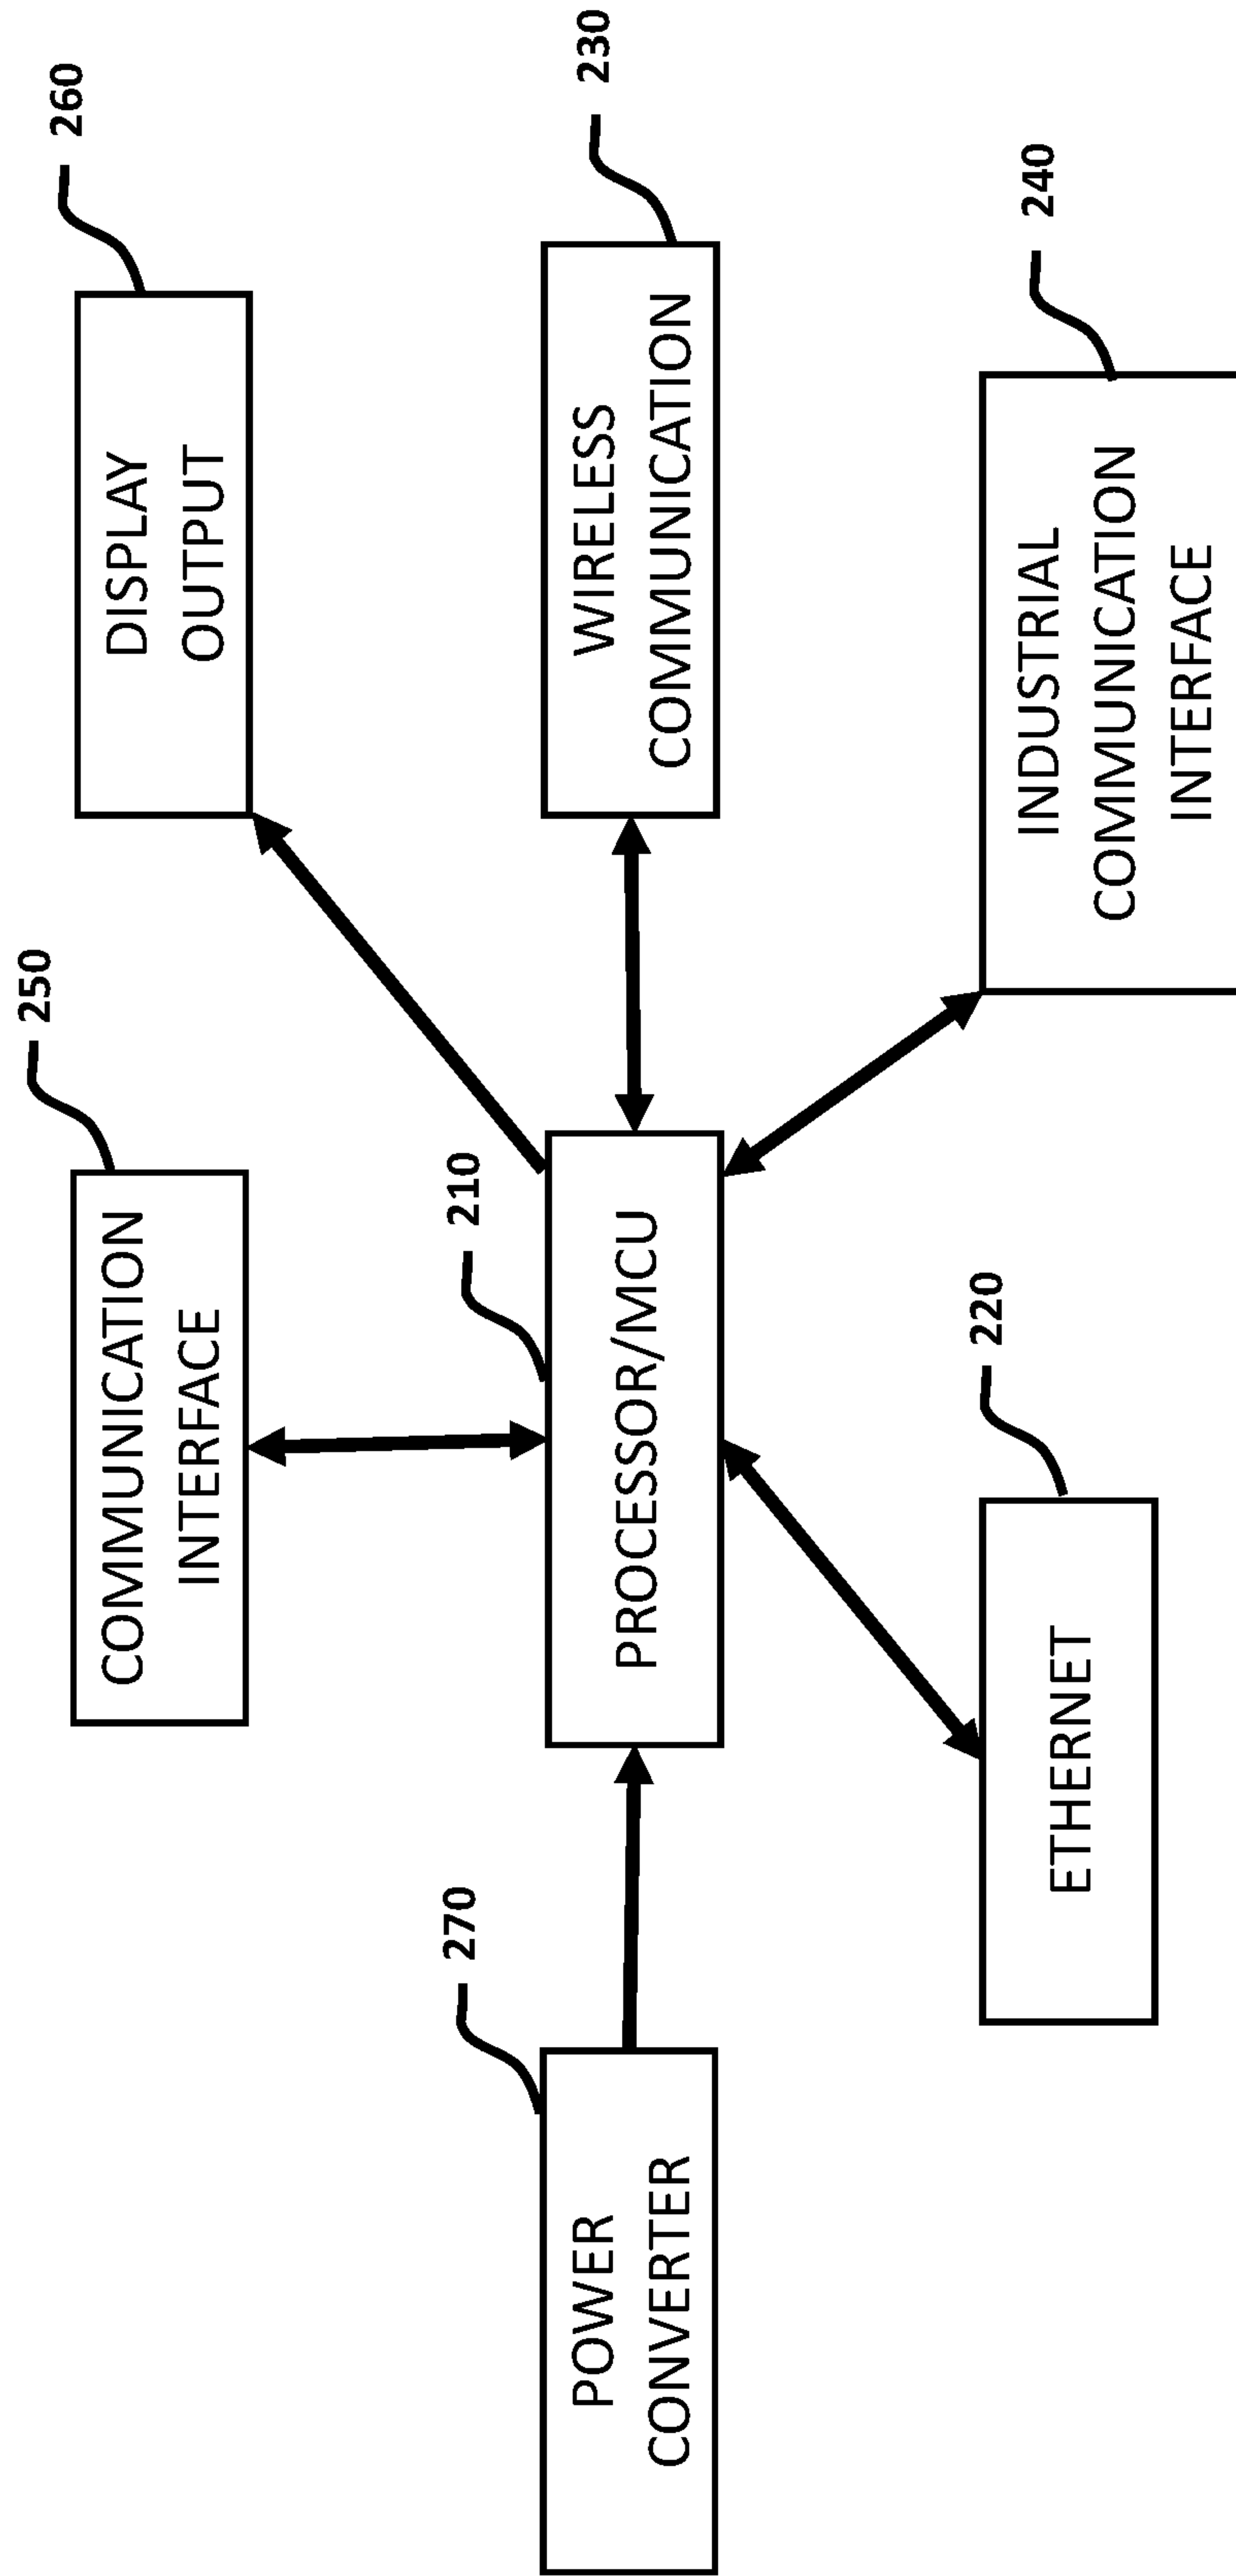 250
COMMUNICATION
INTERFACE
260
DISPLAY
OUTPUT
270
POWER
CONVERTER
210
PROCESSOR/MCU
230
WIRELESS
COMMUNICATION
220
ETHERNET
240
INDUSTRIAL
COMMUNICATION
INTERFACE